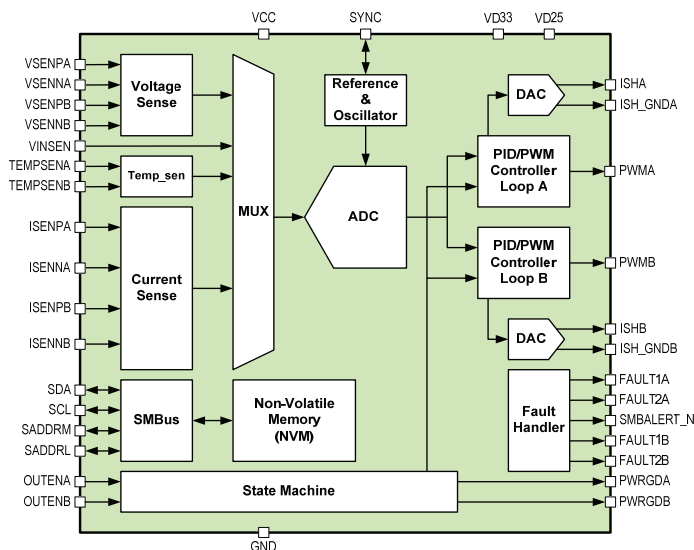 VCC
SYNC
VD33
VD25
VSENPA
VSENNA
VSENPB
VSENNB
VINSEN
TEMPSENA
TEMPSENB
ISENPA
ISENNA
ISENPB
ISENNB
SDA
SCL
SADDRM
SADDRL
OUTENA
OUTENB
Voltage
Sense
Temp_sen
Current
Sense
SMBus
MUX
Reference
&
Oscillator
ADC
Non-Volatile
Memory
(NVM)
State Machine
DAC
PID/PWM
Controller
Loop A
PID/PWM
Controller
Loop B
DAC
Fault
Handler
ISHA
ISH_GNDA
PWMA
PWMB
ISHB
ISH_GNDB
FAULT1A
FAULT2A
SMBALERT_N
FAULT1B
FAULT2B
PWRGDA
PWRGDB
GND